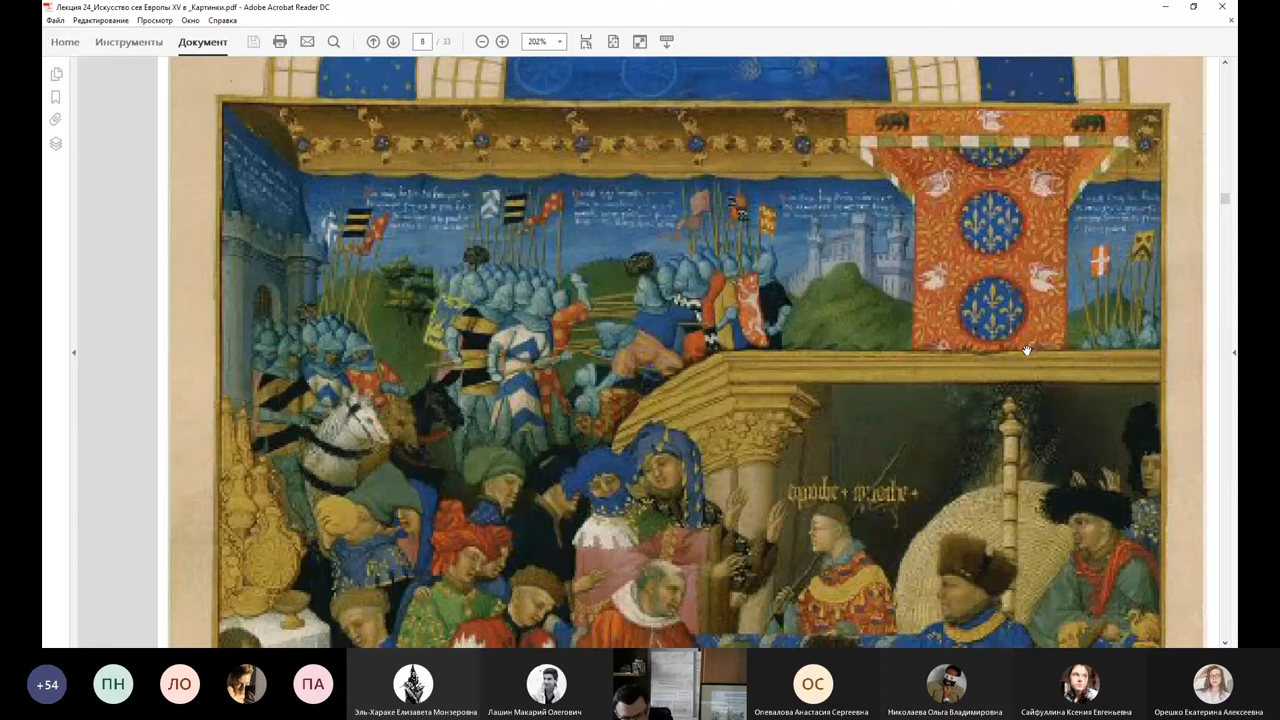 Лекция 24_Искусство сев Европы XV в _Картинки.pdf - Adobe Acrobat Reader DC
Файл Редактирование Просмотр Окно Справка
Home Инструменты Документ 8 / 33 202%
+54 ПН ЛО ПА ОС
Эль-Хараке Елизавета Монзеровна Лашин Макарий Олегович Опевалова Анастасия Сергеевна Николаева Ольга Владимировна Сайфуллина Ксения Евгеньевна Орешко Екатерина Алексеевна